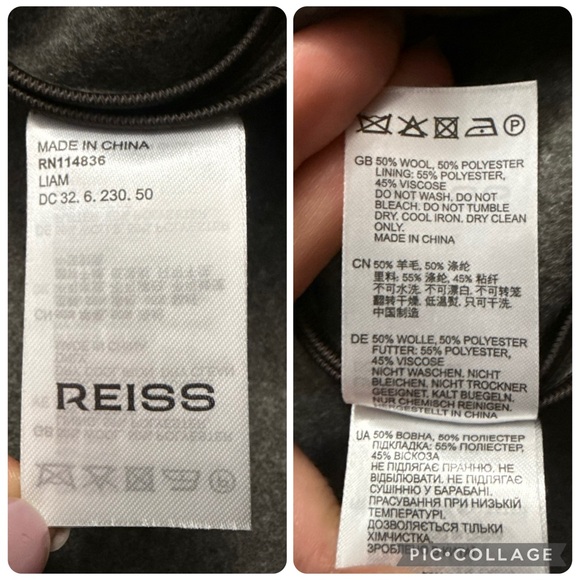 MADE IN CHINA
RN114836
LIAM
DC 32. 6. 230. 50
REISS
P
GB 50% WOOL, 50% POLYESTER
LINING: 55% POLYESTER,
45% VISCOSE
DO NOT WASH. DO NOT
BLEACH. DO NOT TUMBLE
DRY. COOL IRON. DRY CLEAN
ONLY.
MADE IN CHINA
CN 50% 羊毛, 50% 涤纶
里料: 55% 涤纶, 45% 粘纤
不可水洗. 不可漂白. 不可转笼
翻转干燥. 低温熨. 只可干洗.
中国制造
DE 50% WOLLE, 50% POLYESTER
FUTTER: 55% POLYESTER,
45% VISCOSE
NICHT WASCHEN. NICHT
BLEICHEN. NICHT TROCKNER
GEEIGNET. KALT BUEGELN.
NUR CHEMISCH REINIGEN.
HERGESTELLT IN CHINA
UA 50% ВОВНА, 50% ПОЛІЕСТЕР
ПІДКЛАДКА: 55% ПОЛІЕСТЕР,
45% ВІСКОЗА
НЕ ПІДЛЯГАЄ ПРАННЮ. НЕ
ВІДБІЛЮВАТИ. НЕ ПІДЛЯГАЄ
СУШІННЮ В БАРАБАНІ.
ПРАСУВАННЯ ПРИ НИЗЬКІЙ
ТЕМПЕРАТУРІ.
ДОЗВОЛЯЄТЬСЯ ТІЛЬКИ
ХІМЧИСТКА.
PIC•COLLAGE